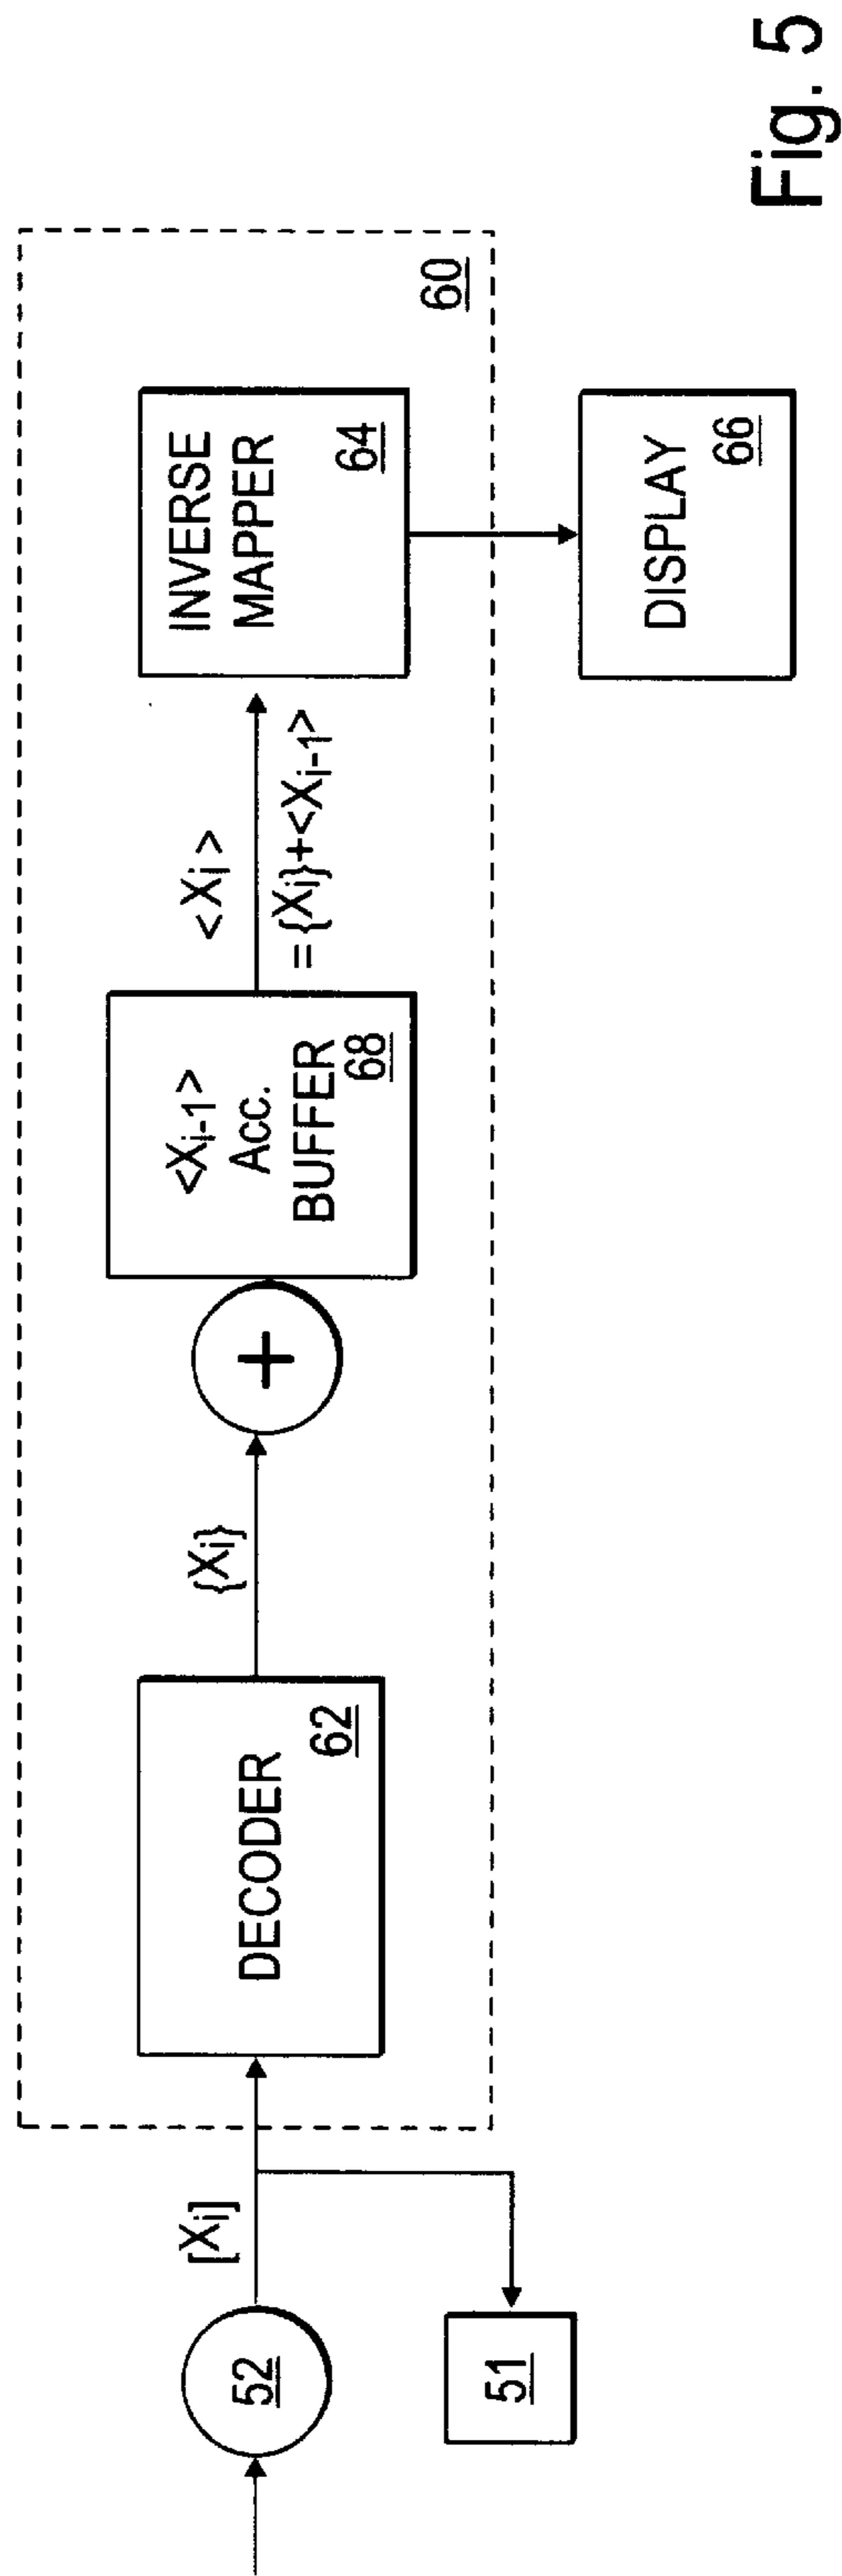 52
[Xi]
51
DECODER
62
{Xi}
+
<Xi-1>
Acc.
BUFFER
68
<Xi>
={Xi}+<Xi-1>
INVERSE
MAPPER
64
60
DISPLAY
66
Fig. 5